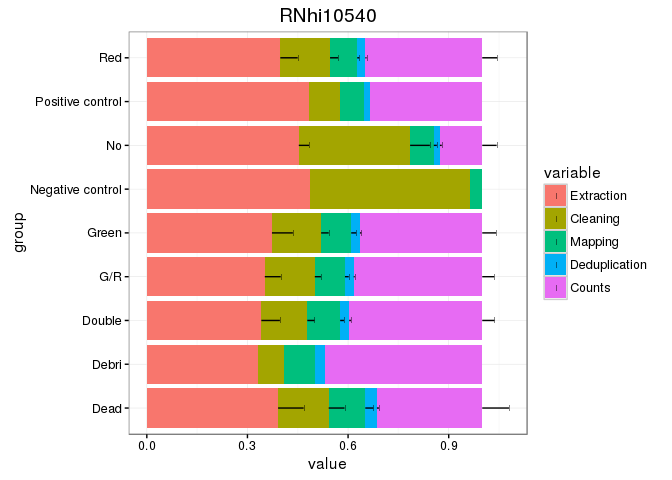 RNhi10540
group
Red
Positive control
No
Negative control
Green
G/R
Double
Debri
Dead
0.0 0.3 0.6 0.9
value
variable
Extraction
Cleaning
Mapping
Deduplication
Counts